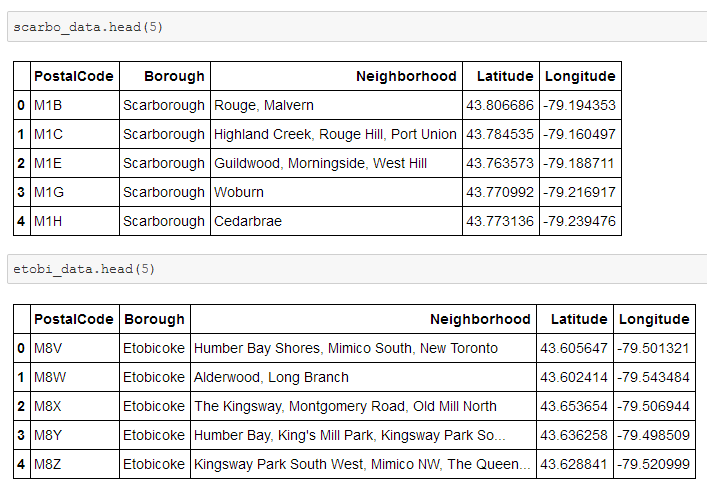 scarbo_data.head(5)
PostalCode Borough Neighborhood Latitude Longitude
0 M1B Scarborough Rouge, Malvern 43.806686 -79.194353
1 M1C Scarborough Highland Creek, Rouge Hill, Port Union 43.784535 -79.160497
2 M1E Scarborough Guildwood, Morningside, West Hill 43.763573 -79.188711
3 M1G Scarborough Woburn 43.770992 -79.216917
4 M1H Scarborough Cedarbrae 43.773136 -79.239476
etobi_data.head(5)
PostalCode Borough Neighborhood Latitude Longitude
0 M8V Etobicoke Humber Bay Shores, Mimico South, New Toronto 43.605647 -79.501321
1 M8W Etobicoke Alderwood, Long Branch 43.602414 -79.543484
2 M8X Etobicoke The Kingsway, Montgomery Road, Old Mill North 43.653654 -79.506944
3 M8Y Etobicoke Humber Bay, King's Mill Park, Kingsway Park So... 43.636258 -79.498509
4 M8Z Etobicoke Kingsway Park South West, Mimico NW, The Queen... 43.628841 -79.520999